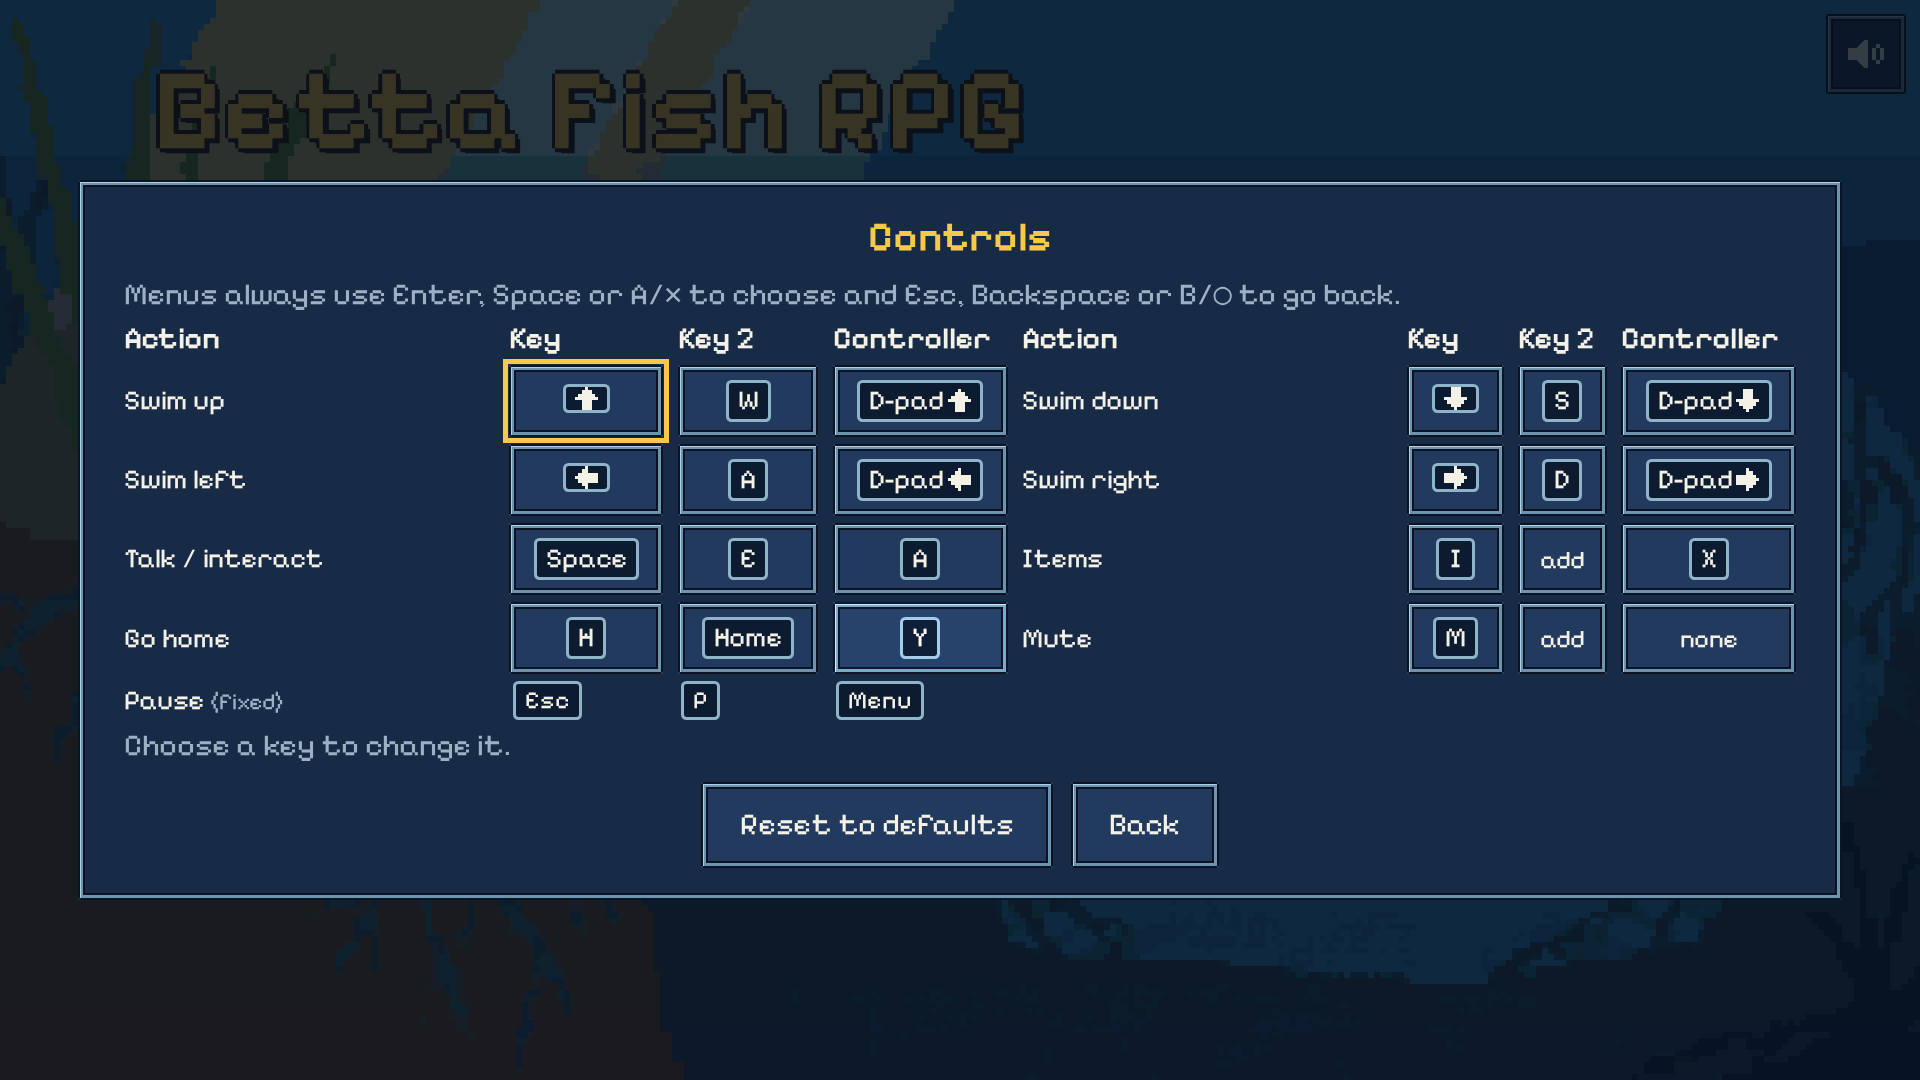 Betta Fish RPG
Controls
Menus always use Enter, Space or A/✕ to choose and Esc, Backspace or B/○ to go back.
Action Key Key 2 Controller Action Key Key 2 Controller
Swim up ↑ W D-pad ↑ Swim down ↓ S D-pad ↓
Swim left ← A D-pad ← Swim right → D D-pad →
Talk / interact Space E A Items I add X
Go home H Home Y Mute M add none
Pause (fixed) Esc P Menu
Choose a key to change it.
Reset to defaults Back